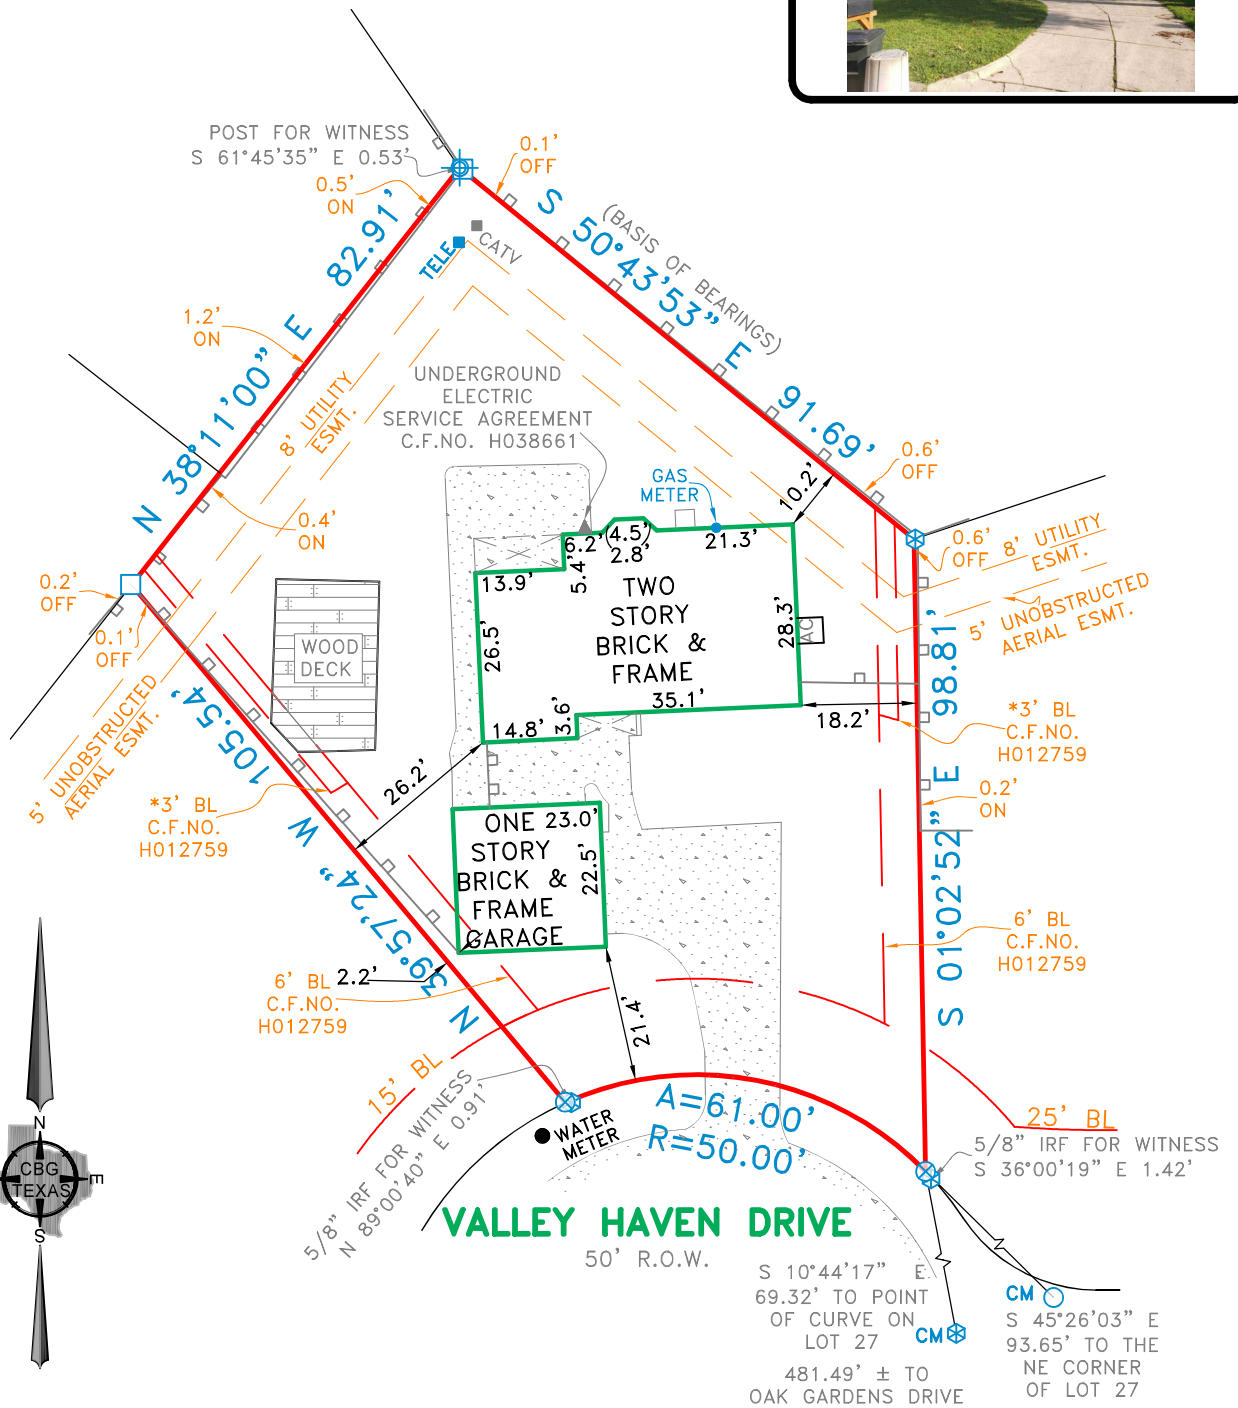 POST FOR WITNESS
S 61°45'35" E 0.53'
0.1'
OFF
0.5'
ON
82.91'
N 38°11'00" E
S 50°43'53" E 91.69'
(BASIS OF BEARINGS)
TELE
CATV
1.2'
ON
8' UTILITY
ESMT.
UNDERGROUND
ELECTRIC
SERVICE AGREEMENT
C.F.NO. H038661
GAS
METER
10.2'
0.6'
OFF
0.4'
ON
0.6'
OFF
8' UTILITY
ESMT.
5' UNOBSTRUCTED
AERIAL ESMT.
6.2'
(4.5')
2.8'
21.3'
5.4'
13.9'
0.2'
OFF
0.1'
OFF
TWO
STORY
BRICK &
FRAME
28.3'
AC
26.5'
WOOD
DECK
35.1'
14.8'
3.6'
18.2'
98.81'
S 01°02'52" E
*3' BL
C.F.NO.
H012759
5' UNOBSTRUCTED
AERIAL ESMT.
105.54'
N 39°57'24" W
26.2'
*3' BL
C.F.NO.
H012759
0.2'
ON
ONE
STORY
BRICK &
FRAME
GARAGE
23.0'
22.5'
6' BL
C.F.NO.
H012759
2.2'
6' BL
C.F.NO.
H012759
21.4'
15' BL
A=61.00'
R=50.00'
25' BL
5/8" IRF FOR WITNESS
N 89°00'40" E 0.91'
WATER
METER
5/8" IRF FOR WITNESS
S 36°00'19" E 1.42'
N
CBG
TEXAS
E
S
VALLEY HAVEN DRIVE
50' R.O.W.
S 10°44'17" E
69.32' TO POINT
OF CURVE ON
LOT 27
481.49' ± TO
OAK GARDENS DRIVE
CM
CM
S 45°26'03" E
93.65' TO THE
NE CORNER
OF LOT 27